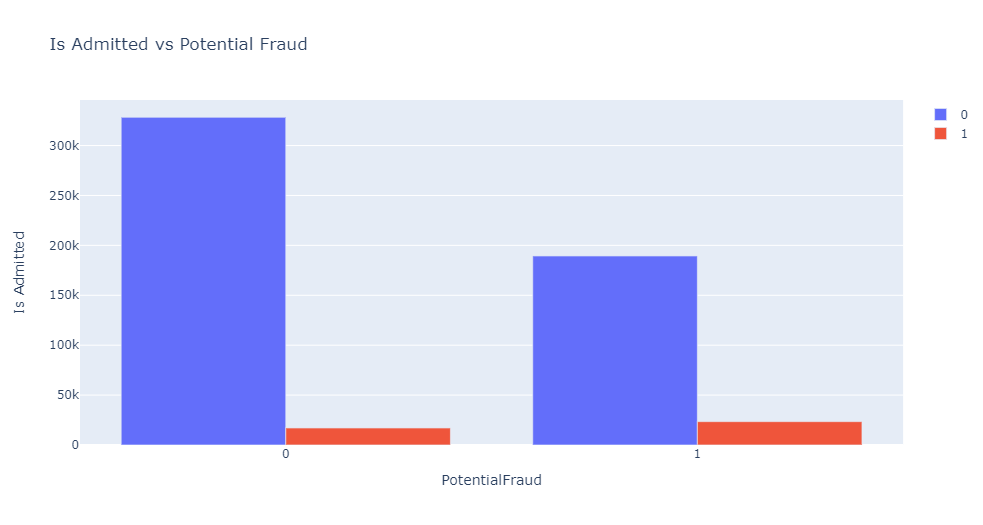 Is Admitted vs Potential Fraud
0
1
300k
250k
200k
150k
100k
50k
0
Is Admitted
0
1
PotentialFraud